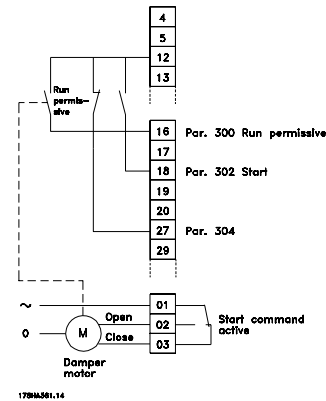 4
5
12
13
Run
permis-
sive
16 Par. 300 Run permissive
17
18 Par. 302 Start
19
20
27 Par. 304
29
~ 01
Open 02 Start command
active
0 M
Close 03
Damper
motor
175HA381.14